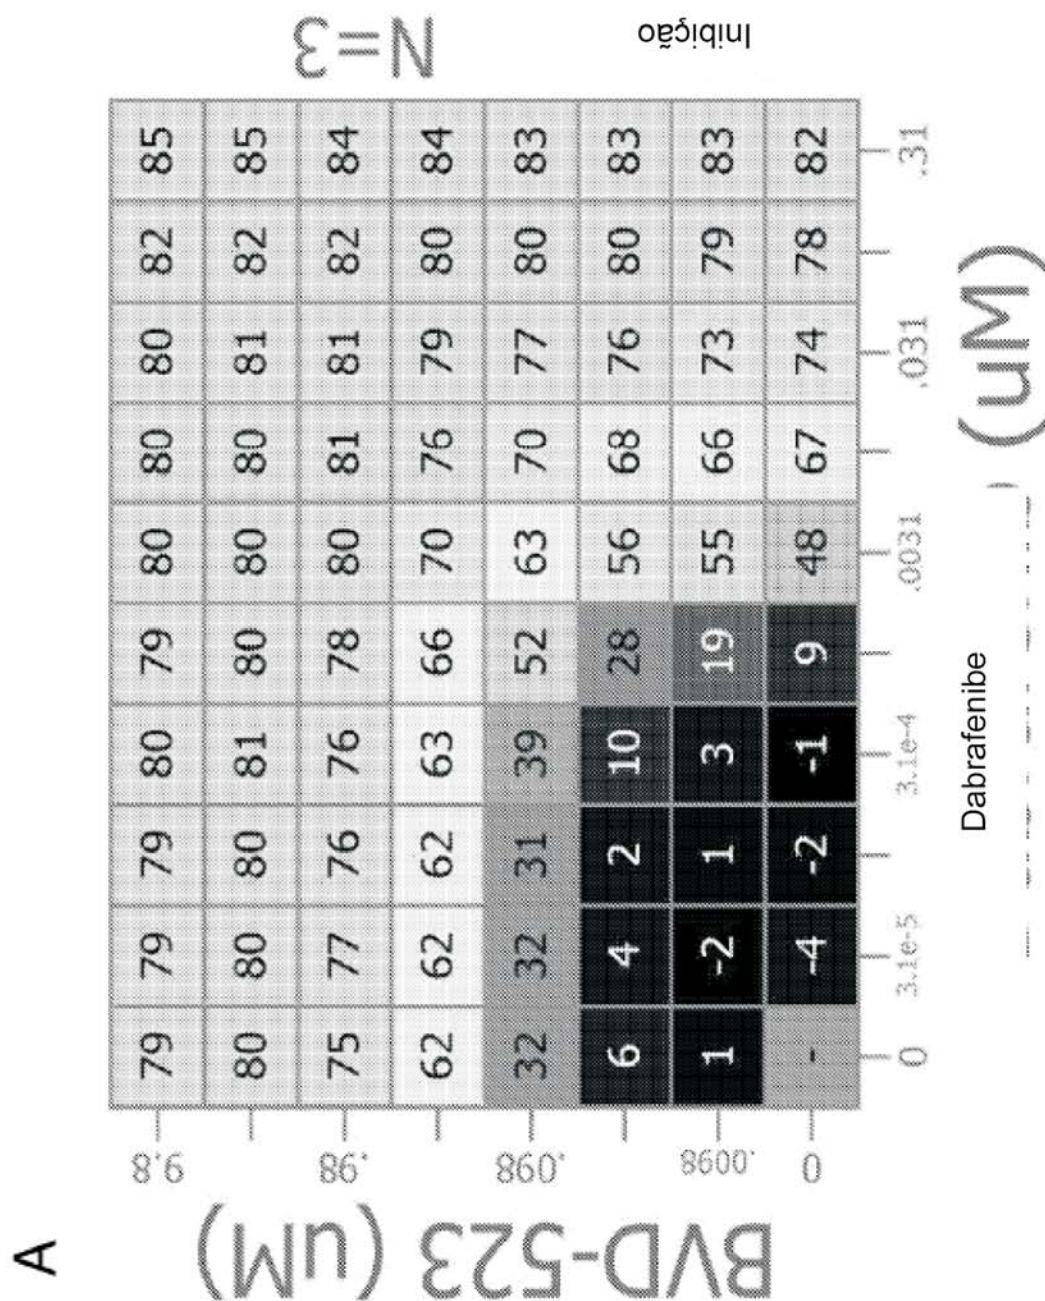 A
BVD-523 (uM)
N=3
Inibição
9.8 79 79 79 80 79 80 80 80 82 85
80 80 80 81 80 80 80 81 82 85
.98 75 77 76 76 78 80 81 81 82 84
62 62 62 63 66 70 76 79 80 84
.098 32 32 31 39 52 63 70 77 80 83
6 4 2 10 28 56 68 76 80 83
.0098 1 -2 1 3 19 55 66 73 79 83
0 - -4 -2 -1 9 48 67 74 78 82
0 3.1e-5 3.1e-4 .0031 .031 .31
Dabrafenibe (uM)